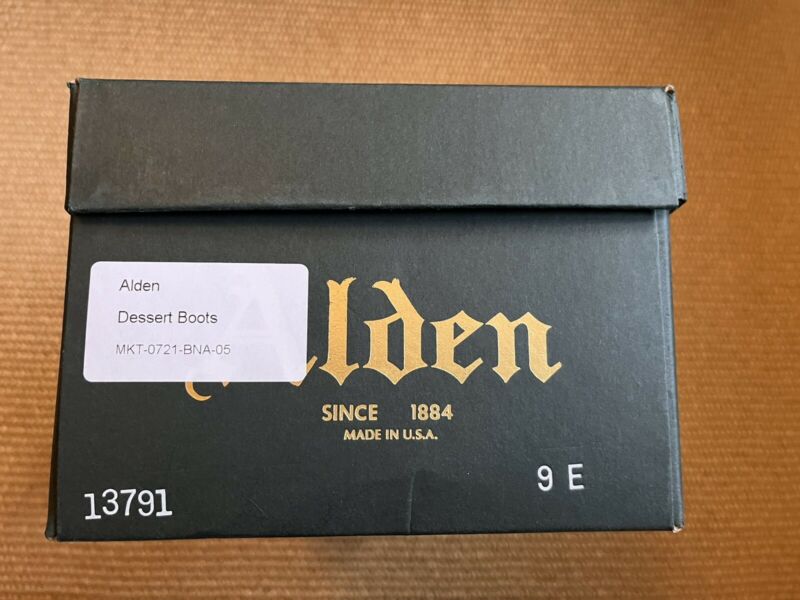 Alden
Dessert Boots
MKT-0721-BNA-05
Alden
SINCE 1884
MADE IN U.S.A.
9 E
13791